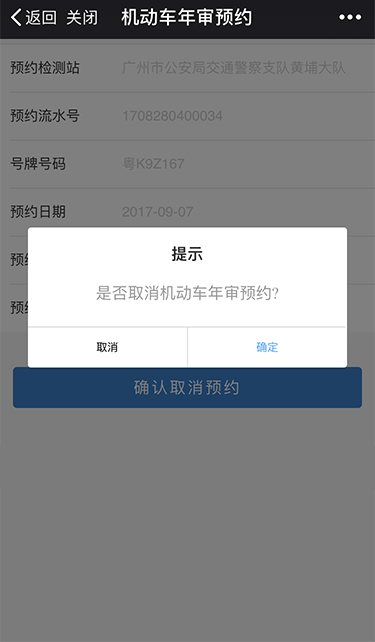 返回 关闭 机动车年审预约
预约检测站 广州市公安局交通警察支队黄埔大队
预约流水号 1708280400034
号牌号码 粤K9Z167
预约日期 2017-09-07
提示
预约
是否取消机动车年审预约?
预约
取消 确定
确认取消预约